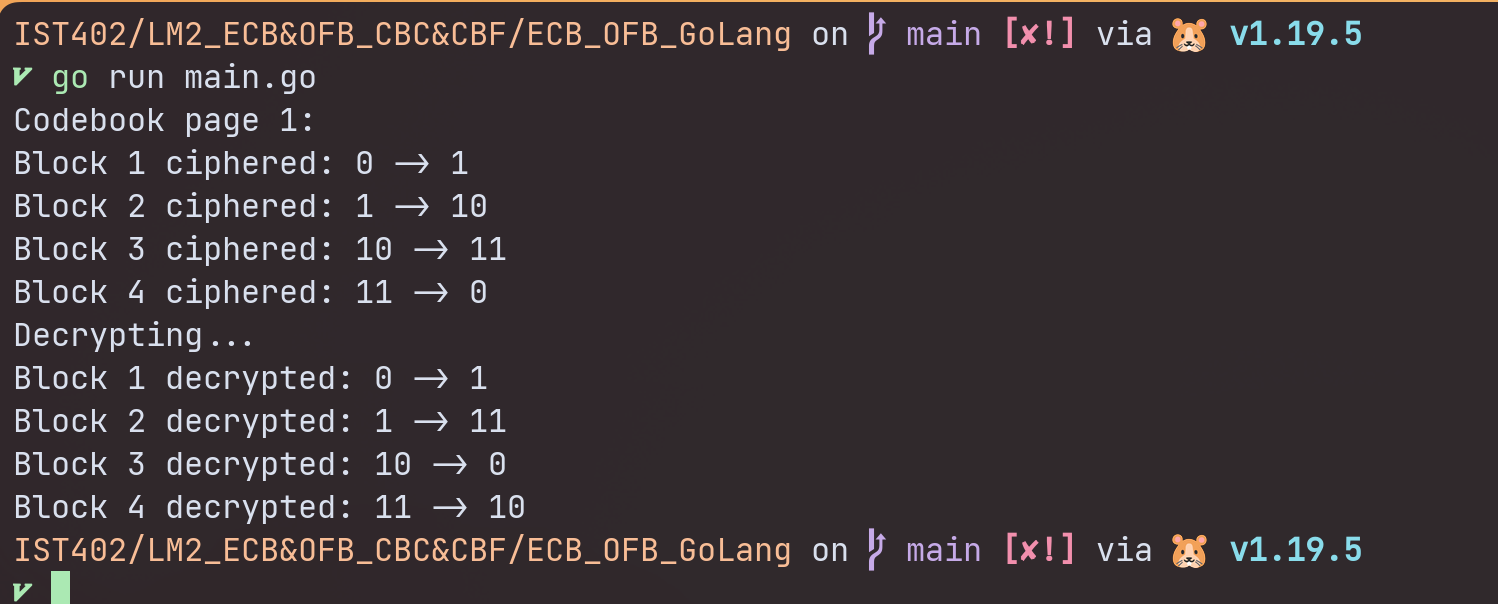 IST402/LM2_ECB&OFB_CBC&CBF/ECB_OFB_GoLang on main [✘!] via 🐹 v1.19.5
go run main.go
Codebook page 1:
Block 1 ciphered: 0 -> 1
Block 2 ciphered: 1 -> 10
Block 3 ciphered: 10 -> 11
Block 4 ciphered: 11 -> 0
Decrypting...
Block 1 decrypted: 0 -> 1
Block 2 decrypted: 1 -> 11
Block 3 decrypted: 10 -> 0
Block 4 decrypted: 11 -> 10
IST402/LM2_ECB&OFB_CBC&CBF/ECB_OFB_GoLang on main [✘!] via 🐹 v1.19.5